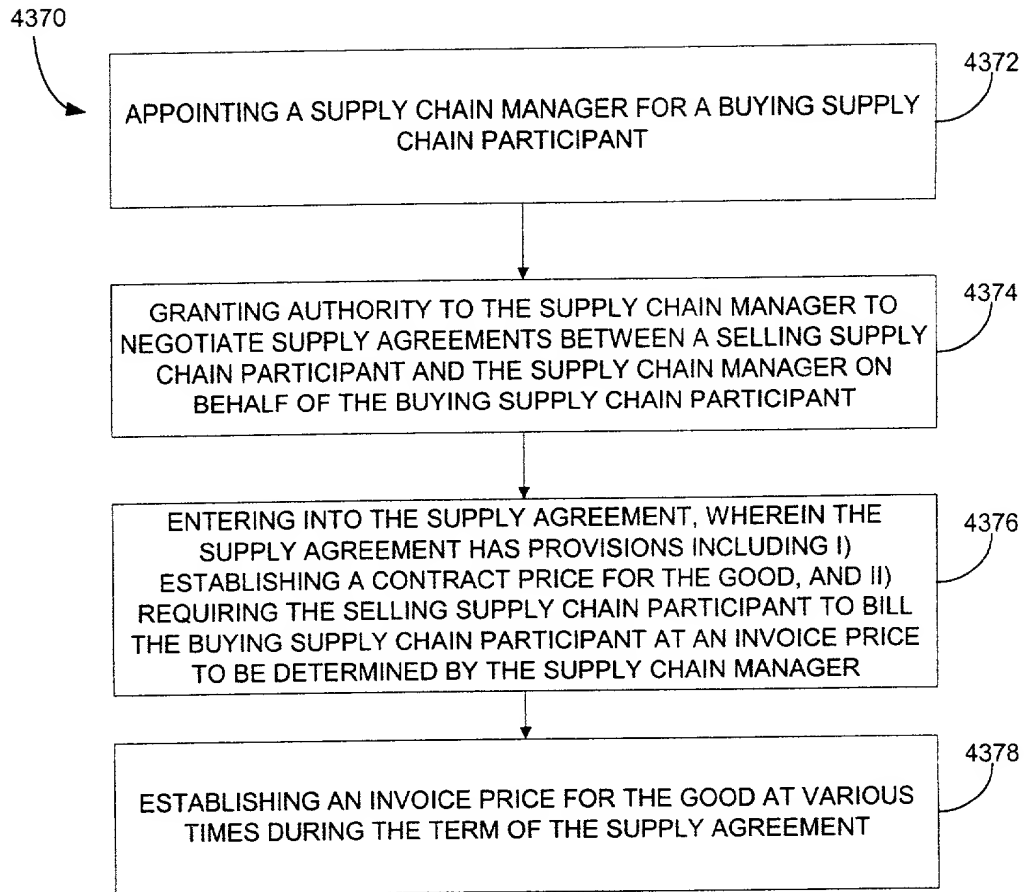 4370
4372
APPOINTING A SUPPLY CHAIN MANAGER FOR A BUYING SUPPLY
CHAIN PARTICIPANT
4374
GRANTING AUTHORITY TO THE SUPPLY CHAIN MANAGER TO
NEGOTIATE SUPPLY AGREEMENTS BETWEEN A SELLING SUPPLY
CHAIN PARTICIPANT AND THE SUPPLY CHAIN MANAGER ON
BEHALF OF THE BUYING SUPPLY CHAIN PARTICIPANT
4376
ENTERING INTO THE SUPPLY AGREEMENT, WHEREIN THE
SUPPLY AGREEMENT HAS PROVISIONS INCLUDING I)
ESTABLISHING A CONTRACT PRICE FOR THE GOOD, AND II)
REQUIRING THE SELLING SUPPLY CHAIN PARTICIPANT TO BILL
THE BUYING SUPPLY CHAIN PARTICIPANT AT AN INVOICE PRICE
TO BE DETERMINED BY THE SUPPLY CHAIN MANAGER
4378
ESTABLISHING AN INVOICE PRICE FOR THE GOOD AT VARIOUS
TIMES DURING THE TERM OF THE SUPPLY AGREEMENT